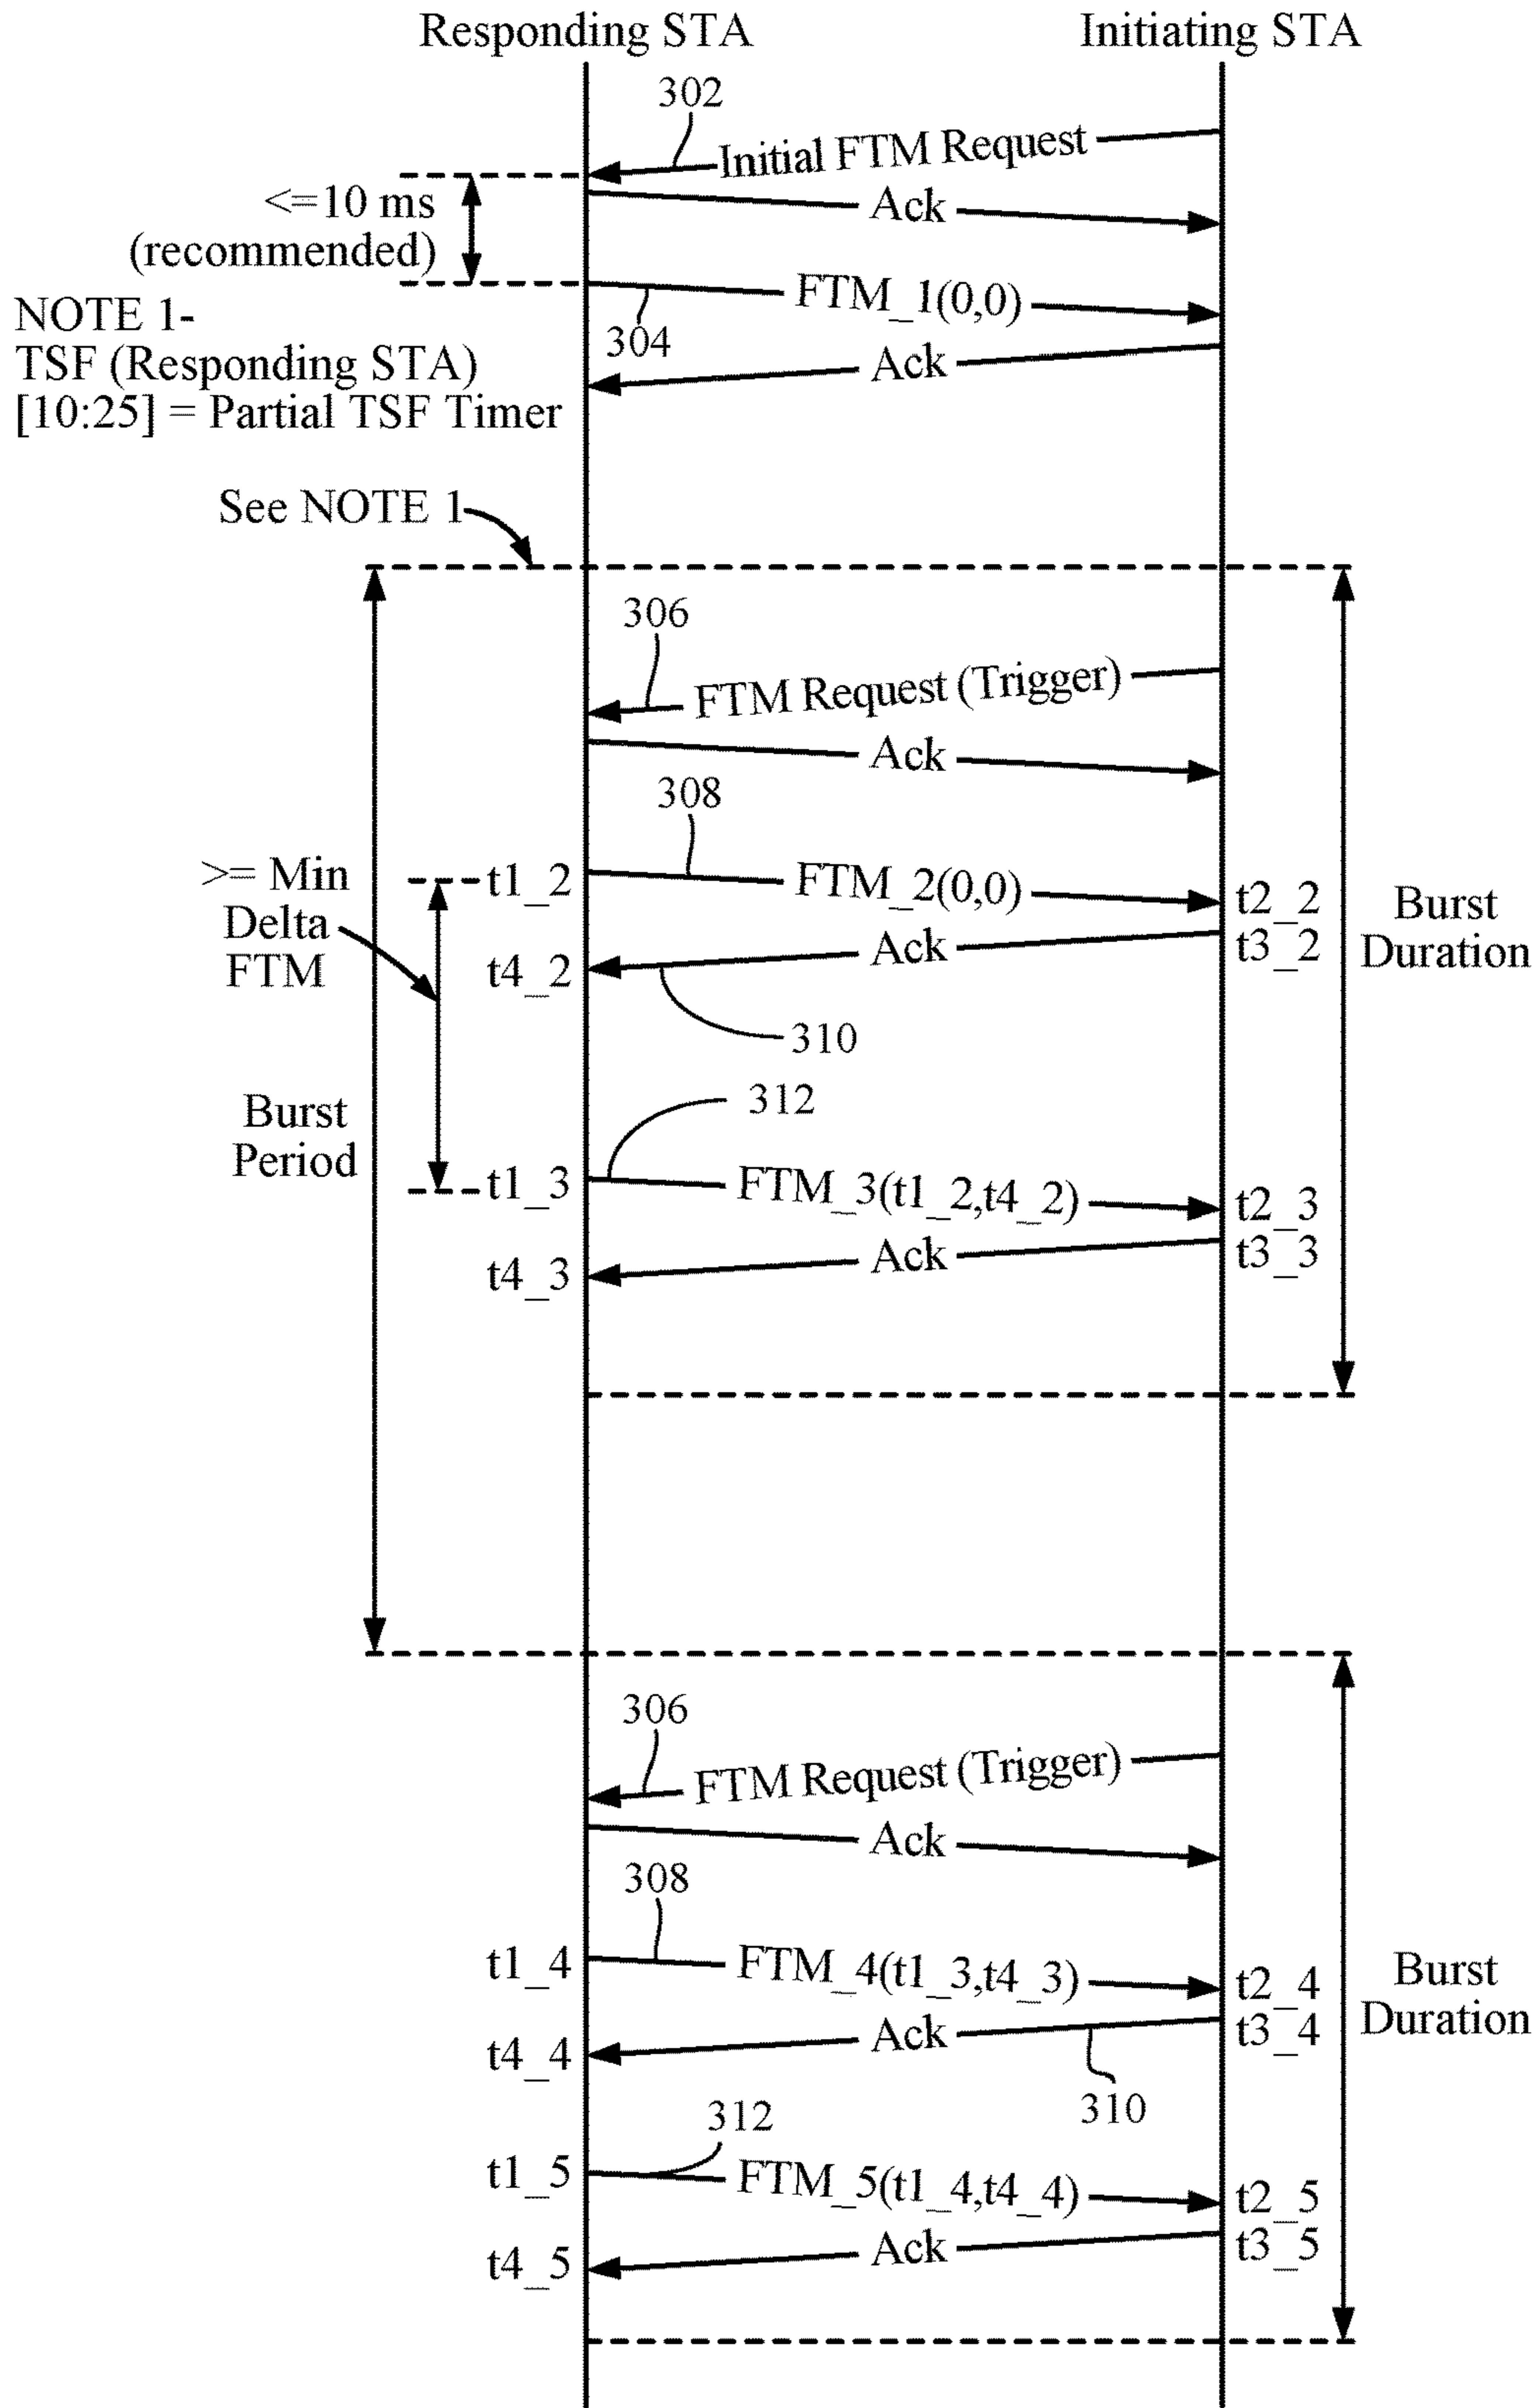 Responding STA
Initiating STA
302
Initial FTM Request
<=10 ms
(recommended)
Ack
FTM_1(0,0)
304
NOTE 1-
TSF (Responding STA)
[10:25] = Partial TSF Timer
Ack
See NOTE 1
306
FTM Request (Trigger)
Ack
308
>= Min
Delta
FTM
t1_2
FTM_2(0,0)
t2_2
Burst
Duration
t4_2
Ack
t3_2
310
312
Burst
Period
t1_3
FTM_3(t1_2,t4_2)
t2_3
t4_3
Ack
t3_3
306
FTM Request (Trigger)
Ack
308
t1_4
FTM_4(t1_3,t4_3)
t2_4
Burst
Duration
t4_4
Ack
t3_4
310
312
t1_5
FTM_5(t1_4,t4_4)
t2_5
t4_5
Ack
t3_5